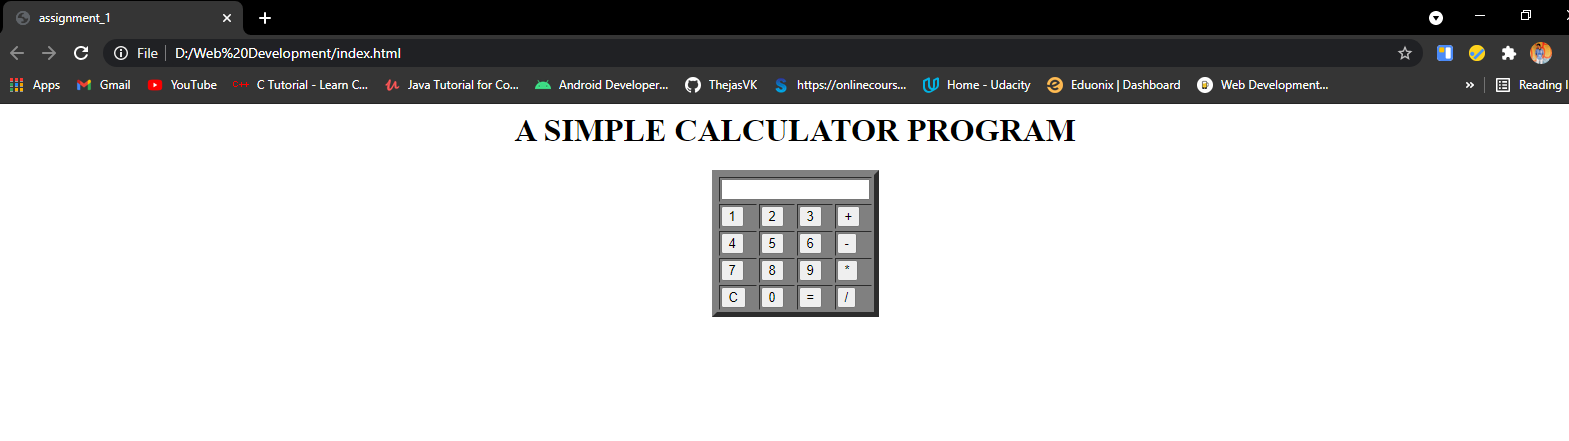 assignment_1
File D:/Web%20Development/index.html
Apps Gmail YouTube C++ C Tutorial - Learn C... Java Tutorial for Co... Android Developer... ThejasVK https://onlinecours... Home - Udacity Eduonix | Dashboard Web Development... » Reading l
A SIMPLE CALCULATOR PROGRAM
1 2 3 +
4 5 6 -
7 8 9 *
C 0 = /